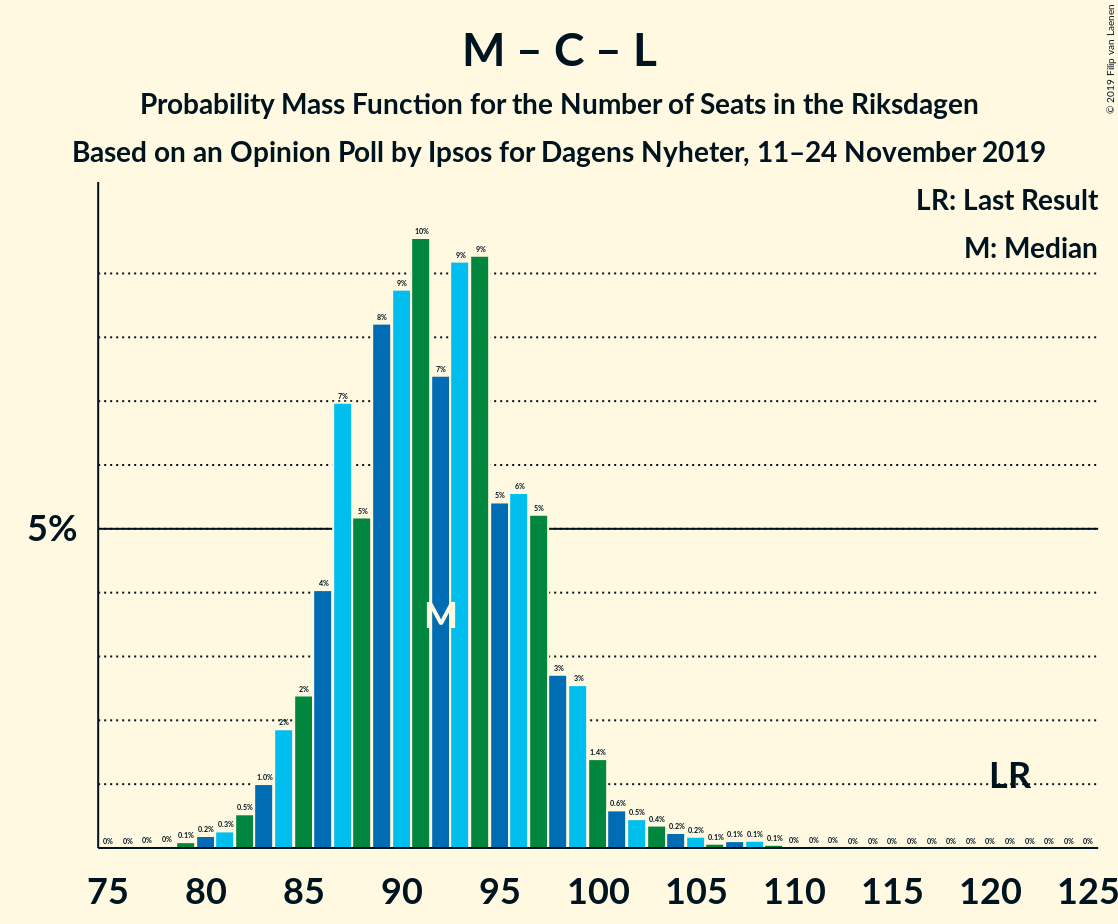 M – C – L
Probability Mass Function for the Number of Seats in the Riksdagen
Based on an Opinion Poll by Ipsos for Dagens Nyheter, 11–24 November 2019
© 2019 Filip van Laenen
LR: Last Result
M: Median
5%
0% 0% 0% 0% 0.1% 0.2% 0.3% 0.5% 1.0% 2% 2% 4% 7% 5% 8% 9% 10% 7% 9% 9% 5% 6% 5% 3% 3% 1.4% 0.6% 0.5% 0.4% 0.2% 0.2% 0.1% 0.1% 0.1% 0.1% 0% 0% 0% 0% 0% 0% 0% 0% 0% 0% 0% 0% 0% 0% 0% 0%
M
LR
75 80 85 90 95 100 105 110 115 120 125